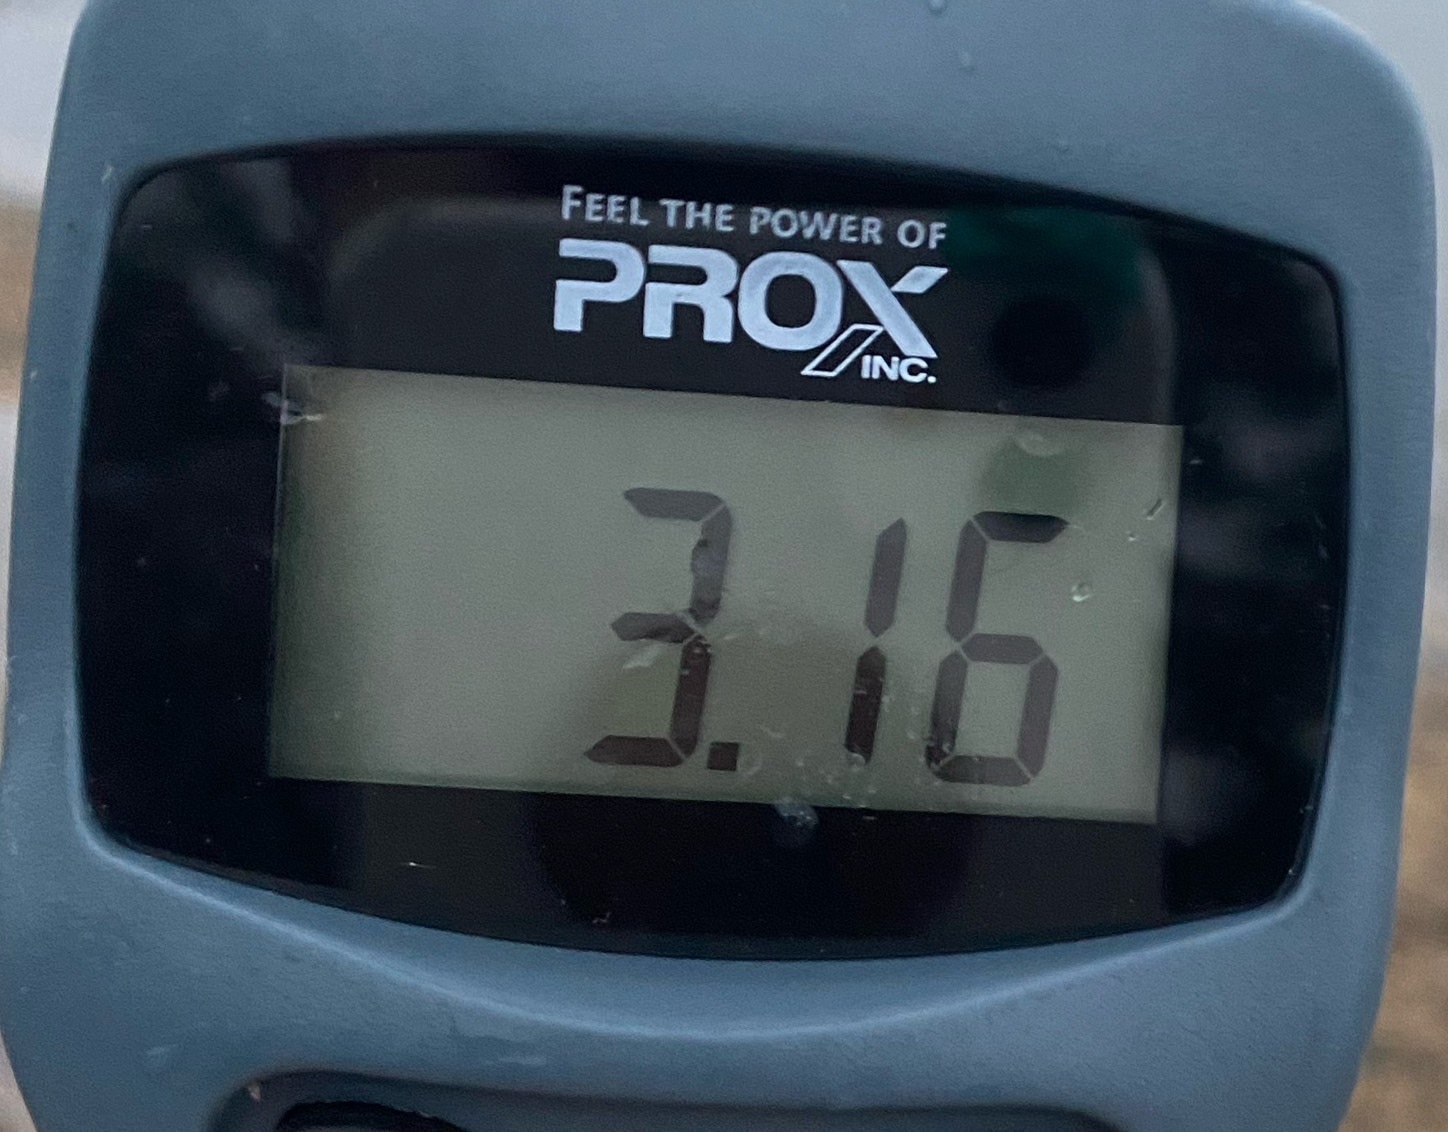 FEEL THE POWER OF
PROX
INC.
3.16